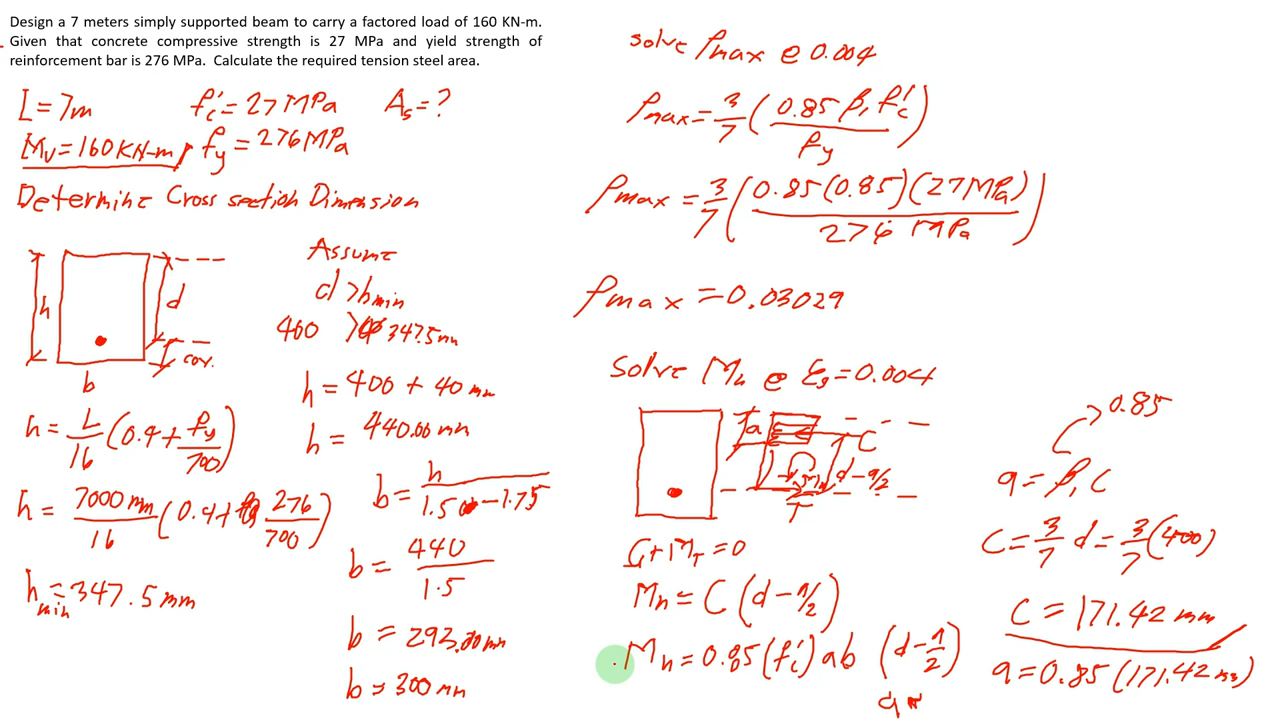 Design a 7 meters simply supported beam to carry a factored load of 160 KN-m.
Given that concrete compressive strength is 27 MPa and yield strength of
reinforcement bar is 276 MPa. Calculate the required tension steel area.
L = 7m f'c = 27 MPa As = ?
Mu = 160 KN-m fy = 276 MPa
Determine Cross section Dimension
h
d
cov.
b
h = L/16 (0.4 + fy/700)
h = 7000 mm/16 (0.4 + 276/700)
h min = 347.5 mm
Assume
d > hmin
400 > 347.5 mm
h = 400 + 40 mm
h = 440.00 mm
b = h/1.50 - 1.75
b = 440/1.5
b = 293.00 mm
b = 300 mm
solve ρmax @ 0.004
ρmax = 3/7 (0.85 β1 f'c/fy)
ρmax = 3/7 (0.85 (0.85) (27 MPa)/276 MPa)
ρmax = 0.03029
Solve Mn @ εs = 0.004
a
C
d - a/2
T
ΣMT = 0
Mn = C (d - a/2)
Mn = 0.85 (f'c) ab (d - a/2)
0.85
a = β1 C
C = 3/7 d = 3/7 (400)
C = 171.42 mm
a = 0.85 (171.42 mm)